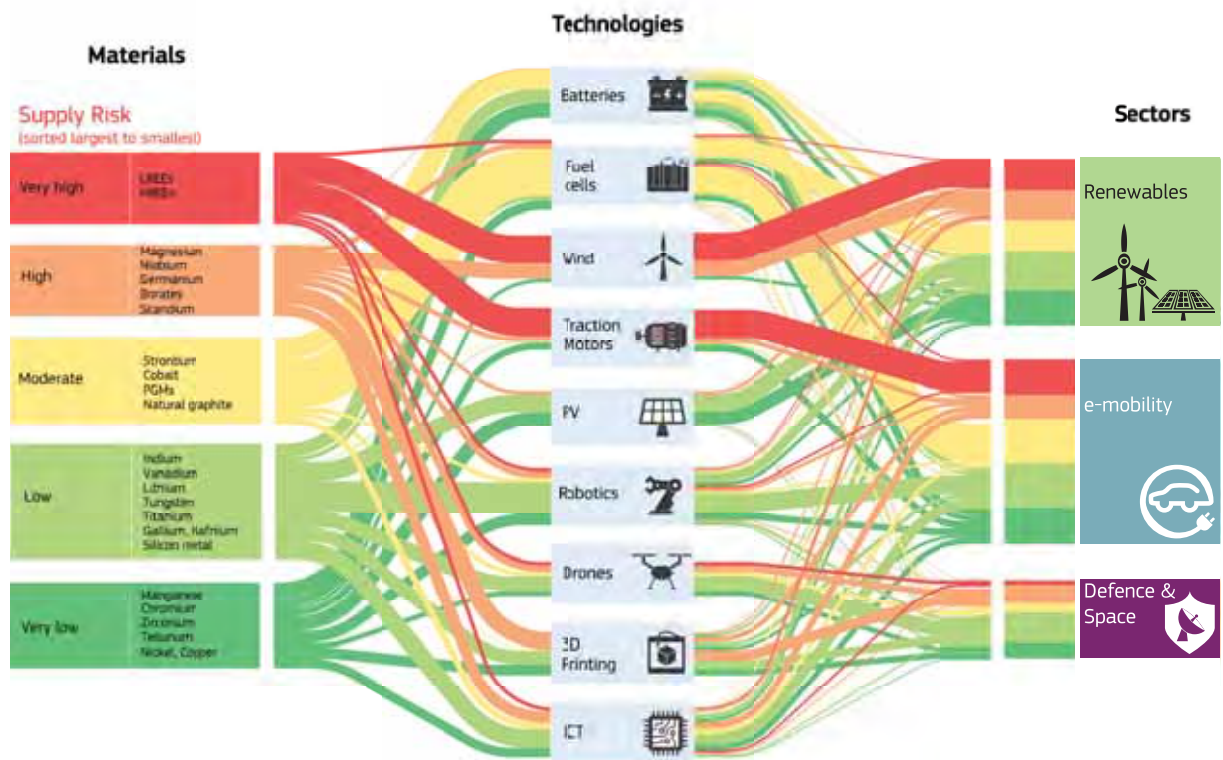 Technologies
Materials
Supply Risk
(sorted largest to smallest)
Very high
LREEs
HREEs
High
Magnesium
Niobium
Germanium
Borates
Scandium
Moderate
Strontium
Cobalt
PGMs
Natural graphite
Low
Indium
Vanadium
Lithium
Tungsten
Titanium
Gallium, Hafnium
Silicon metal
Very low
Manganese
Chromium
Zirconium
Tellurium
Nickel, Copper
Batteries
Fuel
cells
Wind
Traction
Motors
PV
Robotics
Drones
3D
Printing
ICT
Sectors
Renewables
e-mobility
Defence &
Space